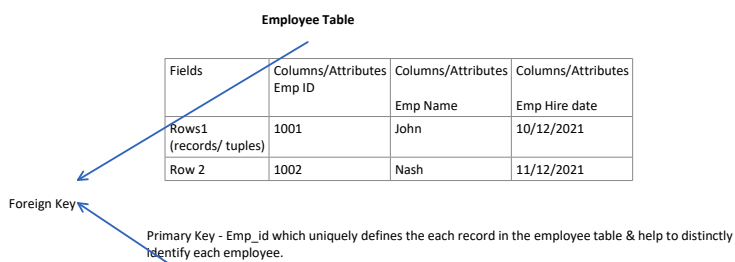 Employee Table
Fields Columns/Attributes Columns/Attributes Columns/Attributes
Emp ID
Emp Name Emp Hire date
Rows1 1001 John 10/12/2021
(records/ tuples)
Row 2 1002 Nash 11/12/2021
Foreign Key
Primary Key - Emp_id which uniquely defines the each record in the employee table & help to distinctly
identify each employee.